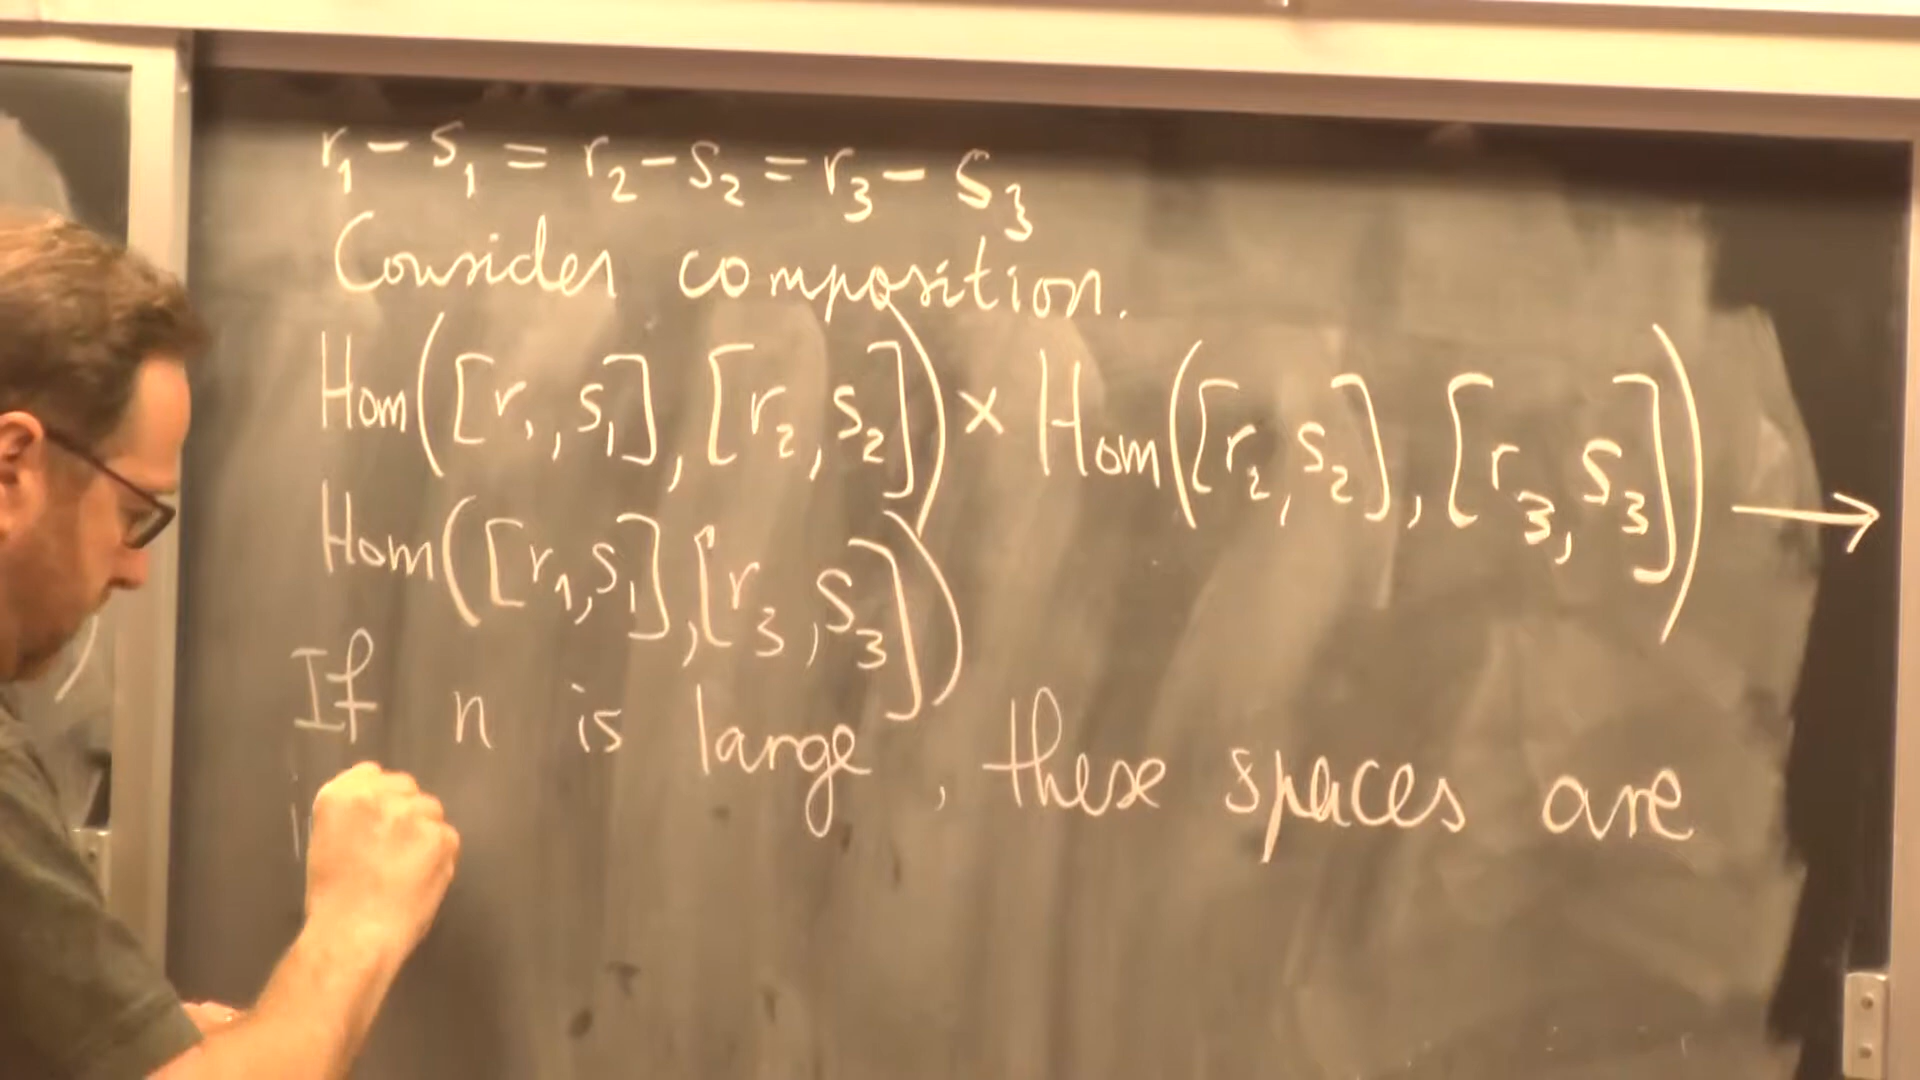 r₁ - s₁ = r₂ - s₂ = r₃ - s₃
Consider composition.
Hom([r₁, s₁], [r₂, s₂]) × Hom([r₂, s₂], [r₃, s₃]) →
Hom([r₁, s₁], [r₃, s₃])
If n is large, these spaces are